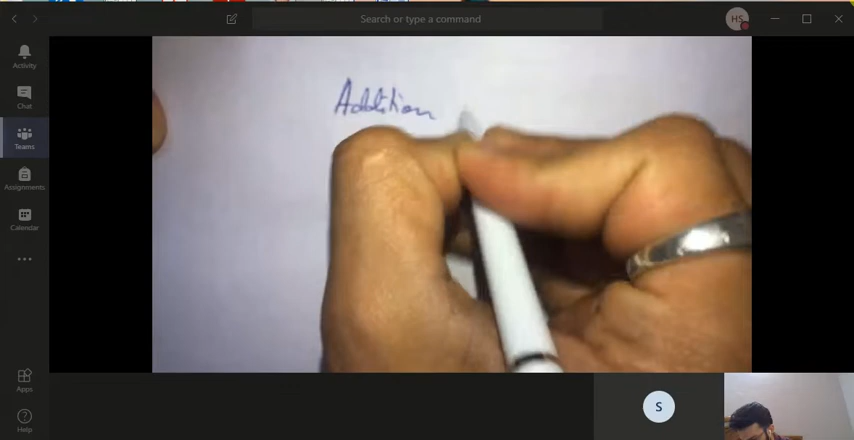 Search or type a command
HS
Activity
Chat
Teams
Assignments
Calendar
Apps
Help
Addition
S